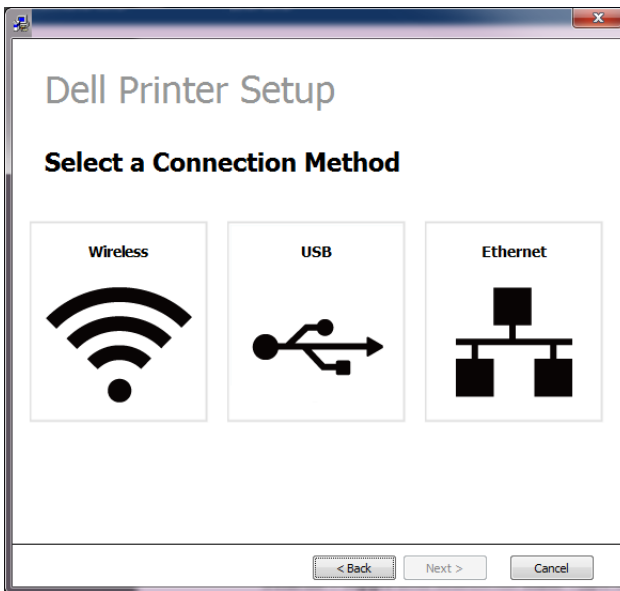 Dell Printer Setup
Select a Connection Method
Wireless USB Ethernet
< Back Next > Cancel